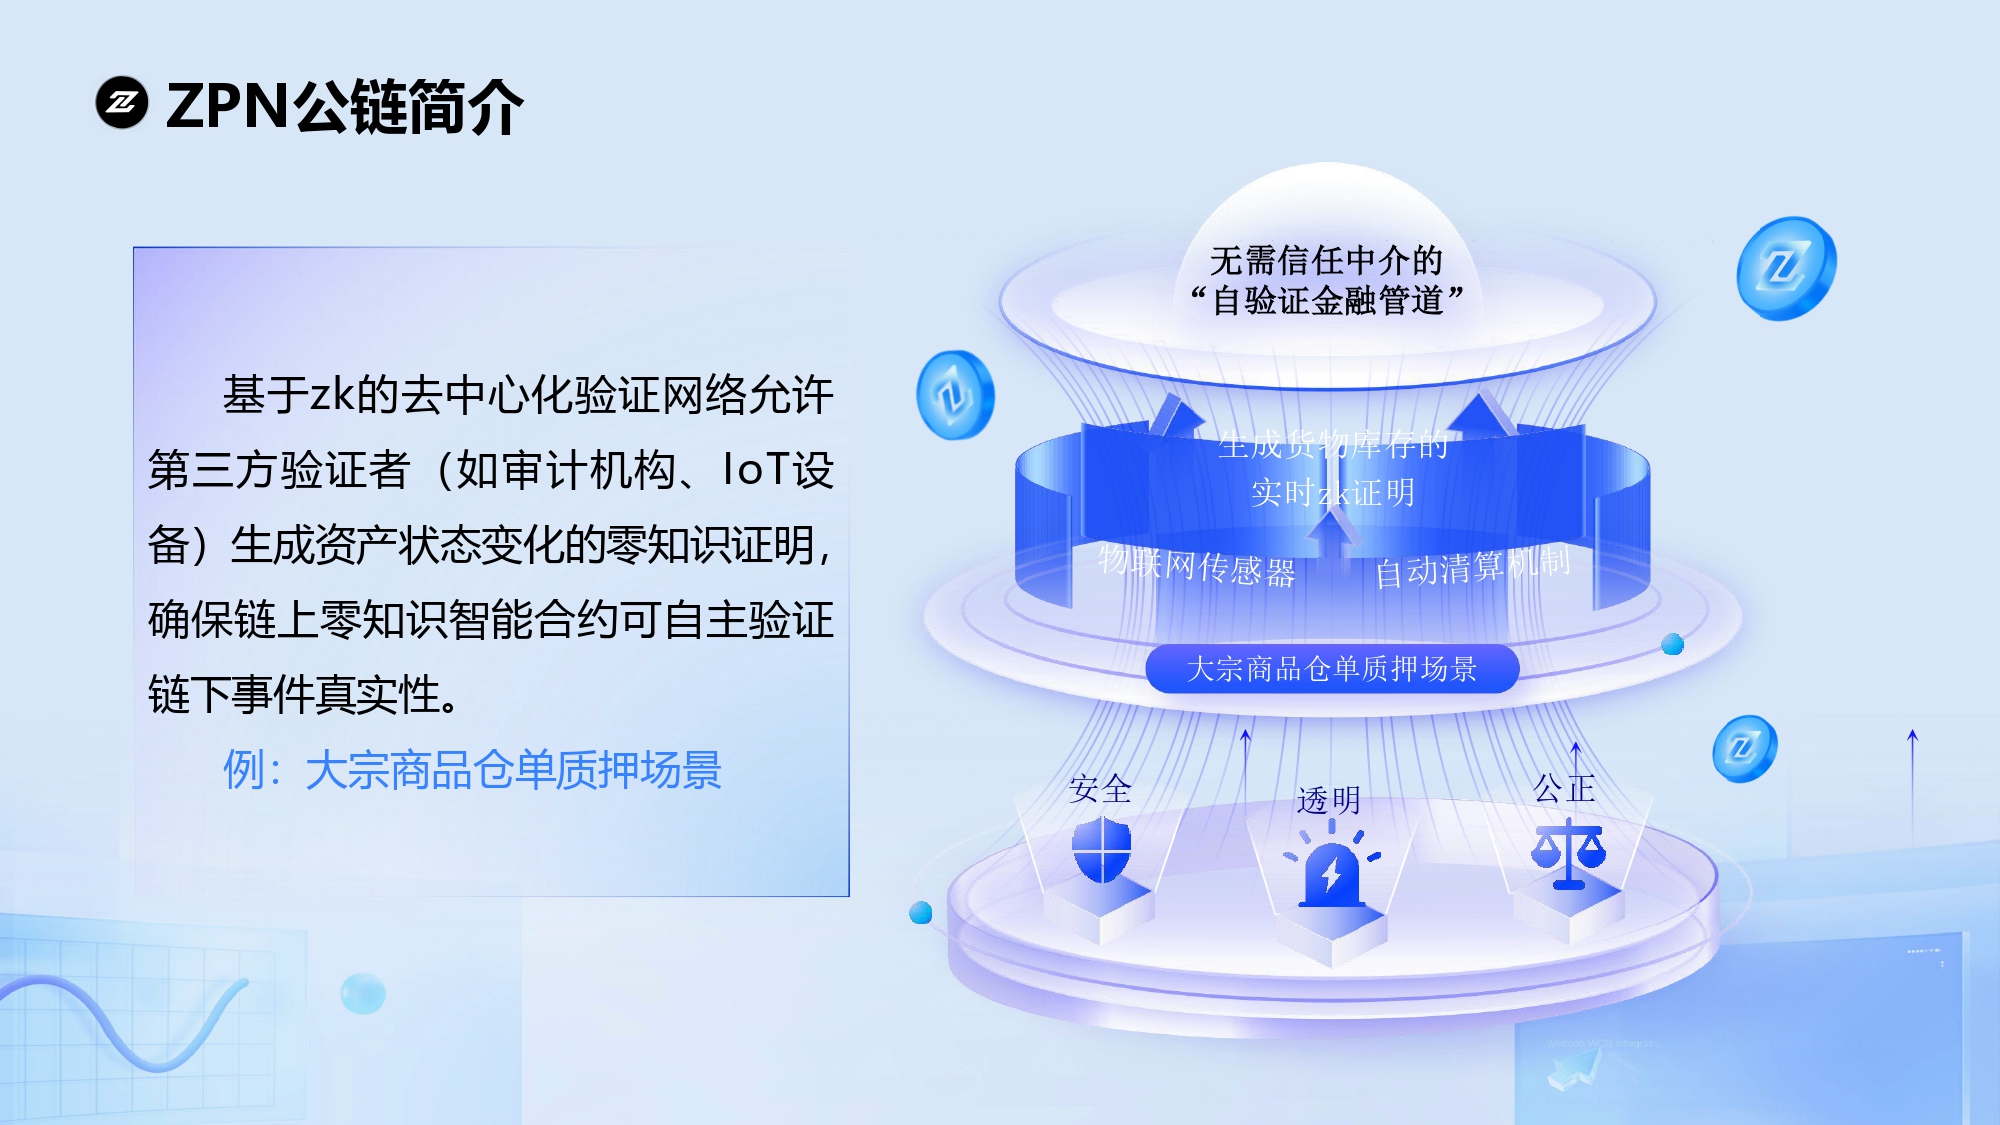 ZPN公链简介
基于zk的去中心化验证网络允许
第三方验证者（如审计机构、IoT设
备）生成资产状态变化的零知识证明，
确保链上零知识智能合约可自主验证
链下事件真实性。
例：大宗商品仓单质押场景
无需信任中介的
“自验证金融管道”
生成货物库存的
实时zk证明
物联网传感器
自动清算机制
大宗商品仓单质押场景
安全
透明
公正